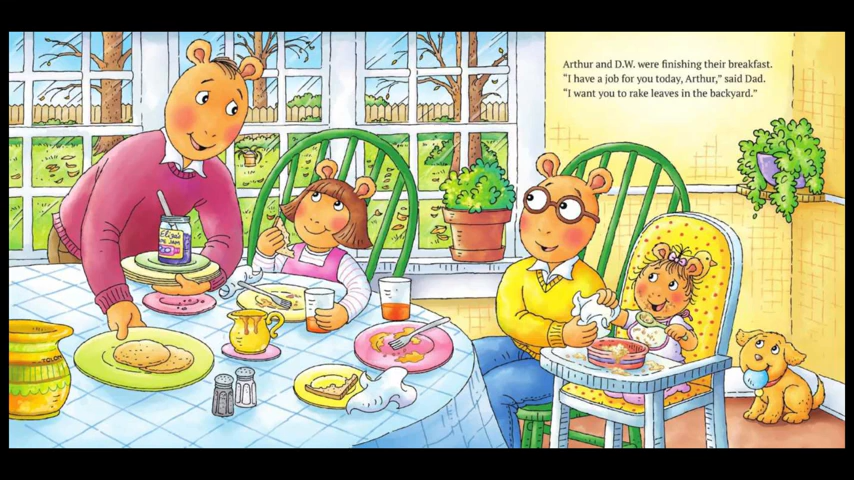 Arthur and D.W. were finishing their breakfast.
“I have a job for you today, Arthur,” said Dad.
“I want you to rake leaves in the backyard.”
JAM